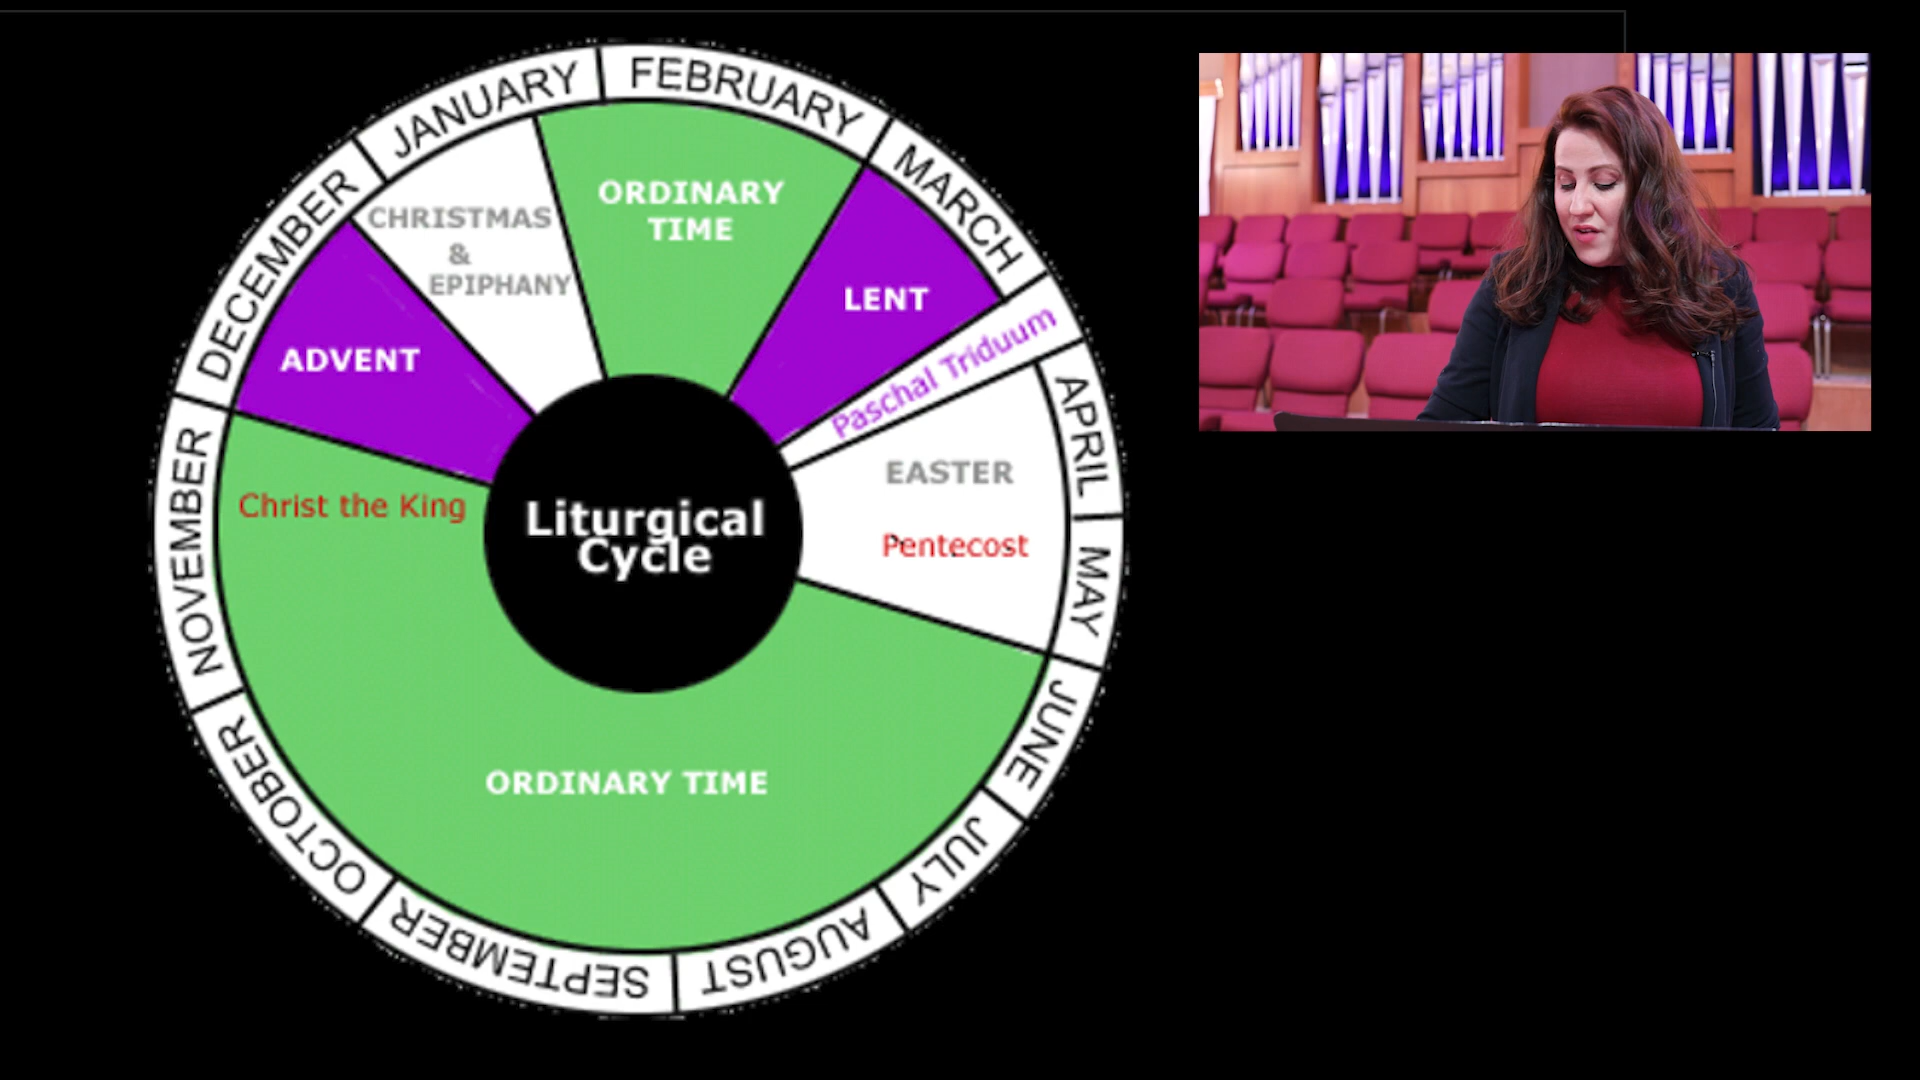 JANUARY
FEBRUARY
MARCH
Paschal Triduum
APRIL
MAY
JUNE
JULY
AUGUST
SEPTEMBER
OCTOBER
NOVEMBER
DECEMBER
CHRISTMAS
&
EPIPHANY
ORDINARY
TIME
LENT
EASTER
Pentecost
ORDINARY TIME
Christ the King
ADVENT
Liturgical
Cycle